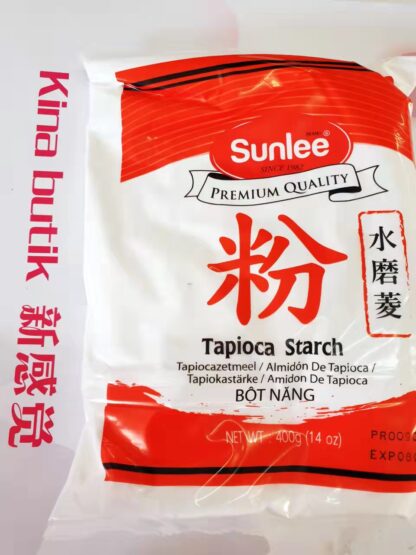 Kina butik 新感觉
BRAND
Sunlee®
SINCE 1982
PREMIUM QUALITY
粉
水磨菱
Tapioca Starch
Tapiocazetmeel / Almidón De Tapioca /
Tapiokastärke / Amidon De Tapioca
BỘT NĂNG
NET WT : 400g (14 oz)